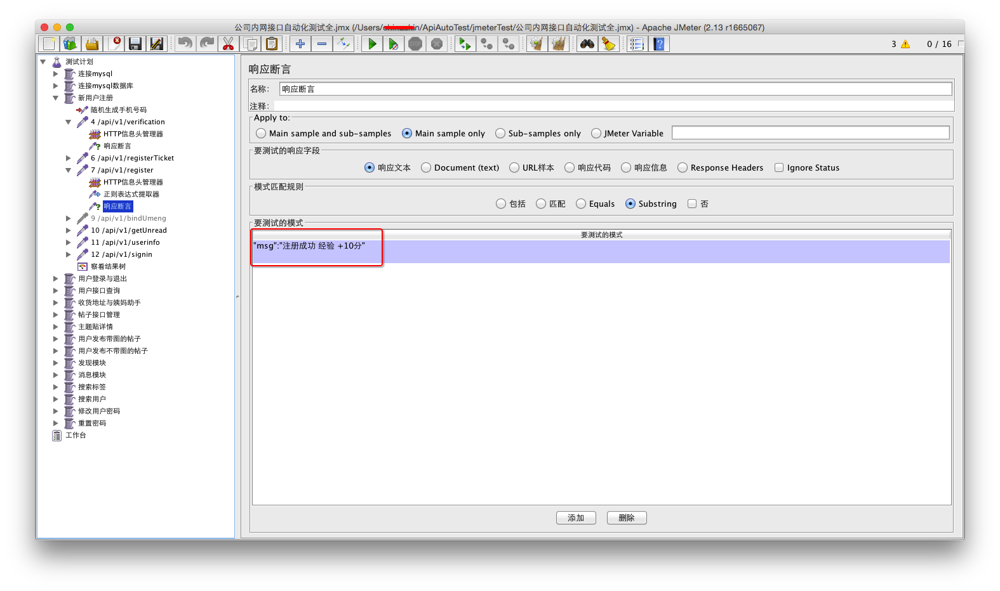 公司内网接口自动化测试全.jmx (/Users/chinaskin/ApiAutoTest/jmeterTest/公司内网接口自动化测试全.jmx) - Apache JMeter (2.13 r1665067)
3 0 / 16
测试计划
连接mysql
连接mysql数据库
新用户注册
随机生成手机号码
4 /api/v1/verification
HTTP信息头管理器
响应断言
6 /api/v1/registerTicket
7 /api/v1/register
HTTP信息头管理器
正则表达式提取器
响应断言
9 /api/v1/bindUmeng
10 /api/v1/getUnread
11 /api/v1/userinfo
12 /api/v1/signin
察看结果树
用户登录与退出
用户接口查询
收货地址与姨妈助手
帖子接口管理
主题贴详情
用户发布带图的帖子
用户发布不带图的帖子
发现模块
消息模块
搜索标签
搜索用户
修改用户密码
重置密码
工作台
响应断言
名称： 响应断言
注释：
Apply to:
Main sample and sub-samples Main sample only Sub-samples only JMeter Variable
要测试的响应字段
响应文本 Document (text) URL样本 响应代码 响应信息 Response Headers Ignore Status
模式匹配规则
包括 匹配 Equals Substring 否
要测试的模式
要测试的模式
"msg":"注册成功 经验 +10分"
添加 删除